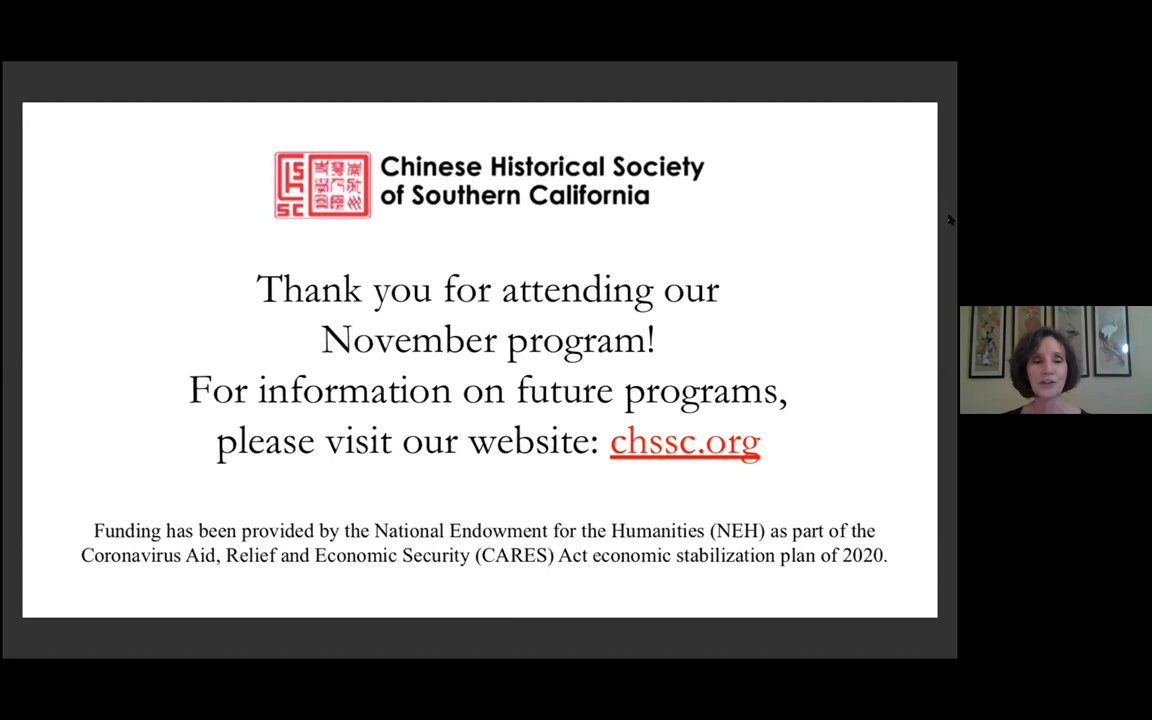 Chinese Historical Society
of Southern California
Thank you for attending our
November program!
For information on future programs,
please visit our website: chssc.org
Funding has been provided by the National Endowment for the Humanities (NEH) as part of the
Coronavirus Aid, Relief and Economic Security (CARES) Act economic stabilization plan of 2020.